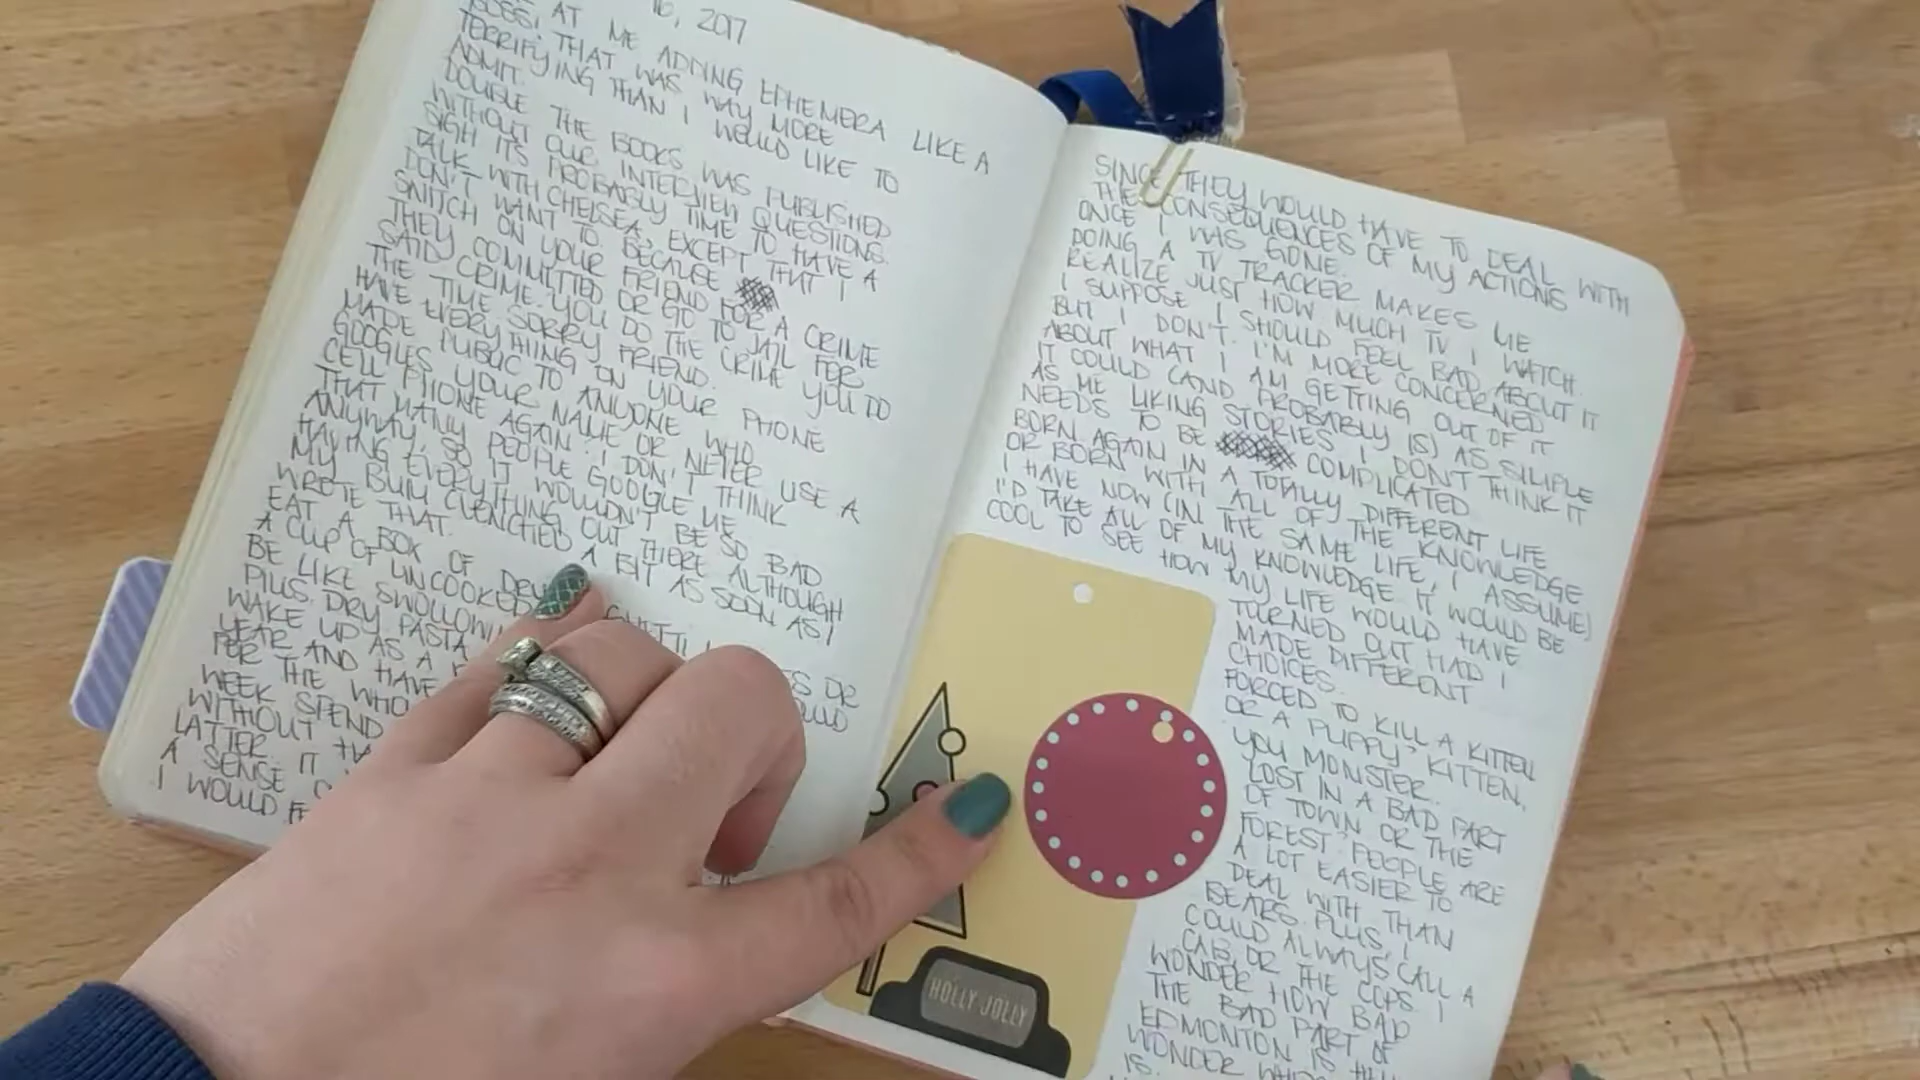 16, 2017
BOSS. AT ME ADDING EPHEMERA LIKE A
TERRIFYING THAT WAS WAY MORE
THAN I WOULD LIKE TO
ADMIT.
DOUBLE THE BOOKS WAS PUBLISHED
WITHOUT OUR INTERVIEW QUESTIONS.
SIGH ITS PROBABLY TIME TO HAVE A
TALK WITH CHELSEA, EXCEPT THAT I
DON'T WANT TO BECAUSE
SNITCH ON YOUR FRIEND FOR A CRIME
THEY COMMITTED OR GO TO JAIL FOR
SAID CRIME. YOU DO THE CRIME YOU DO
THE TIME. SORRY FRIEND.
HAVE EVERYTHING ON YOUR PHONE
MADE PUBLIC TO ANYONE WHO
GOOGLES YOUR NAME OR NEVER USE A
CELL PHONE AGAIN. I DON'T THINK
THAT MANY PEOPLE GOOGLE ME
ANYWAY, SO IT WOULDN'T BE SO BAD
HAVING EVERYTHING OUT THERE ALTHOUGH
MY BUM CLENCHED A BIT AS SOON AS I
WROTE THAT.
EAT A BOX OF
A CUP OF UNCOOKED
BE LIKE SWOLLOWI
PLUS, DRY PASTA
WAKE UP AS A
YEAR AND HAVE
FOR THE WHO
WEEK SPEND
WITHOUT
LATTER. IT
A SENSE
I WOULD
SINCE THEY WOULD HAVE TO DEAL WITH
THE CONSEQUENCES OF MY ACTIONS
ONCE I WAS GONE.
DOING A TV TRACKER MAKES ME
REALIZE JUST HOW MUCH TV I WATCH.
I SUPPOSE I SHOULD FEEL BAD ABOUT IT
BUT I DON'T. I'M MORE CONCERNED
ABOUT WHAT I AM GETTING OUT OF IT
IT COULD (AND PROBABLY IS) AS SIMPLE
AS ME LIKING STORIES I DON'T THINK IT
NEEDS TO BE COMPLICATED
BORN AGAIN IN A TOTALLY DIFFERENT LIFE
OR BORN WITH ALL OF THE KNOWLEDGE
I HAVE NOW (IN THE SAME LIFE, I ASSUME)
I'D TAKE ALL OF MY KNOWLEDGE. IT WOULD BE
COOL TO SEE HOW MY LIFE WOULD HAVE
TURNED OUT HAD I
MADE DIFFERENT
CHOICES.
FORCED TO KILL A KITTEN
OR A PUPPY? KITTEN,
YOU MONSTER.
LOST IN A BAD PART
OF TOWN OR THE
FOREST? PEOPLE ARE
A LOT EASIER TO
DEAL WITH THAN
BEARS. PLUS, I
COULD ALWAYS CALL A
CAB, OR THE COPS. I
WONDER HOW BAD
THE BAD PART OF
EDMONTON IS
WONDER
IS.
HOLLY JOLLY